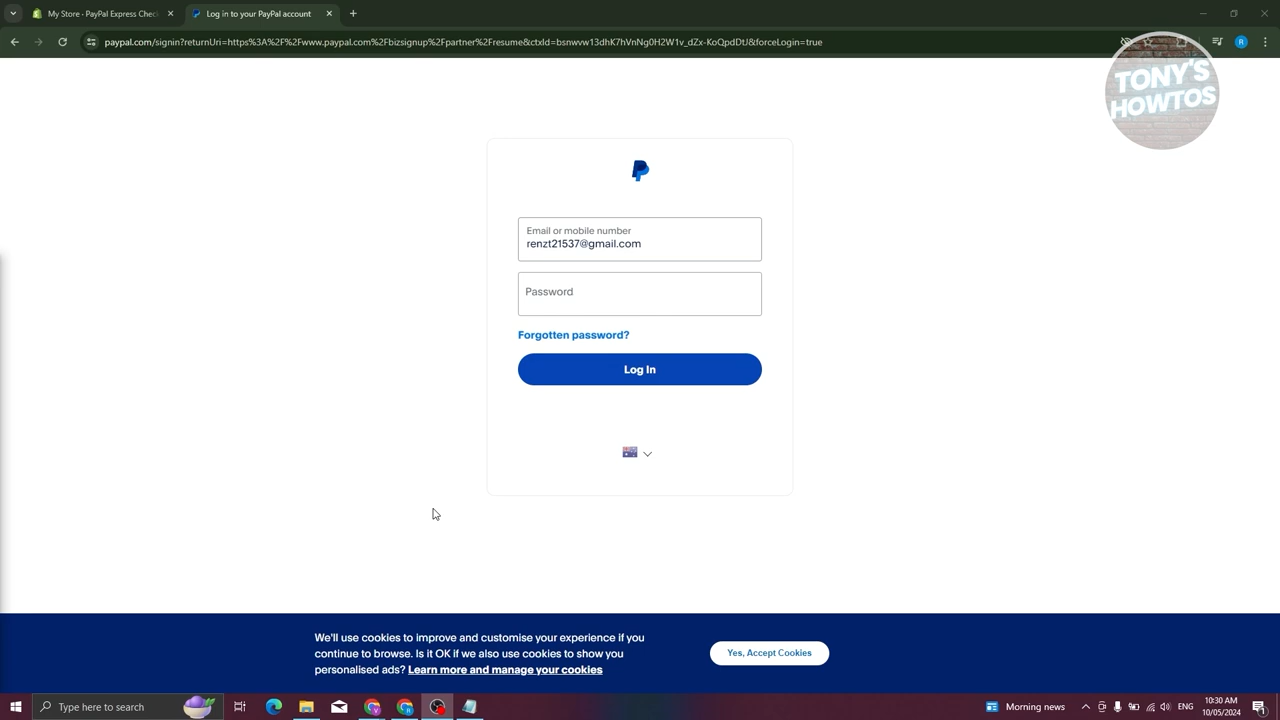 My Store · PayPal Express Chec
Log in to your PayPal account
paypal.com/signin?returnUri=https%3A%2F%2Fwww.paypal.com%2Fbizsignup%2Fpartner%2Fresume&ctxId=bsnwvw13dhK7hVnNg0H2W1v_dZx-KoQpdDtJ&forceLogin=true
R
TONY'S
HOWTOS
Email or mobile number
renzt21537@gmail.com
Password
Forgotten password?
Log In
We'll use cookies to improve and customise your experience if you
continue to browse. Is it OK if we also use cookies to show you
personalised ads? Learn more and manage your cookies
Yes, Accept Cookies
Type here to search
Morning news
ENG
10:30 AM
10/05/2024